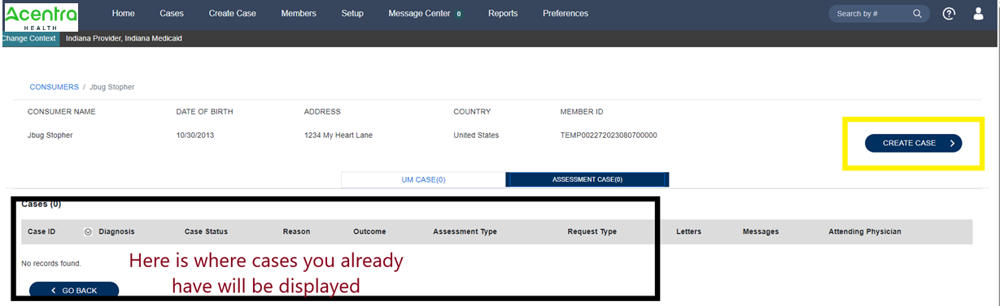 Acentra
HEALTH
Home Cases Create Case Members Setup Message Center 0 Reports Preferences Search by #
Change Context Indiana Provider, Indiana Medicaid
CONSUMERS / Jbug Stopher
CONSUMER NAME DATE OF BIRTH ADDRESS COUNTRY MEMBER ID
Jbug Stopher 10/30/2013 1234 My Heart Lane United States TEMP002272023080700000
CREATE CASE
UM CASE(0) ASSESSMENT CASE(0)
Cases (0)
Case ID Diagnosis Case Status Reason Outcome Assessment Type Request Type Letters Messages Attending Physician
No records found.
Here is where cases you already
have will be displayed
GO BACK